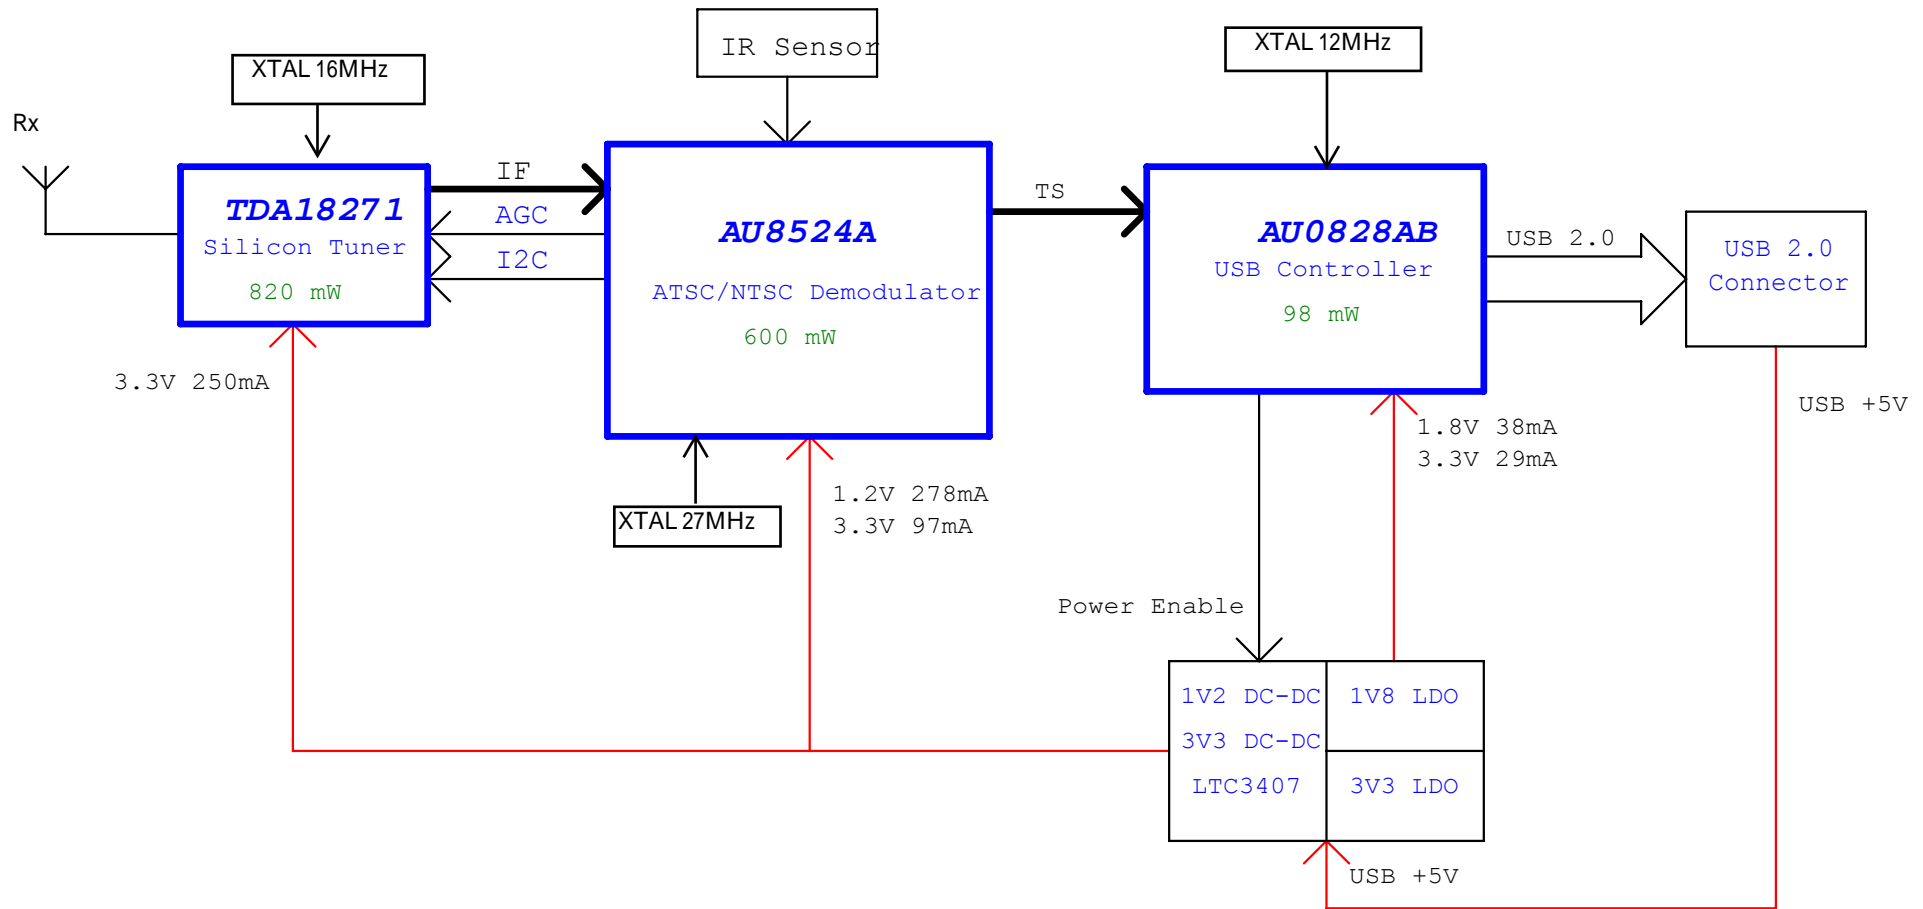 IR Sensor
XTAL 12MHz
XTAL 16MHz
Rx
IF
TDA18271
Silicon Tuner
820 mW
AGC
I2C
AU8524A
ATSC/NTSC Demodulator
600 mW
TS
AU0828AB
USB Controller
98 mW
USB 2.0
USB 2.0
Connector
3.3V 250mA
USB +5V
1.8V 38mA
3.3V 29mA
1.2V 278mA
3.3V 97mA
XTAL 27MHz
Power Enable
1V2 DC-DC
3V3 DC-DC
LTC3407
1V8 LDO
3V3 LDO
USB +5V